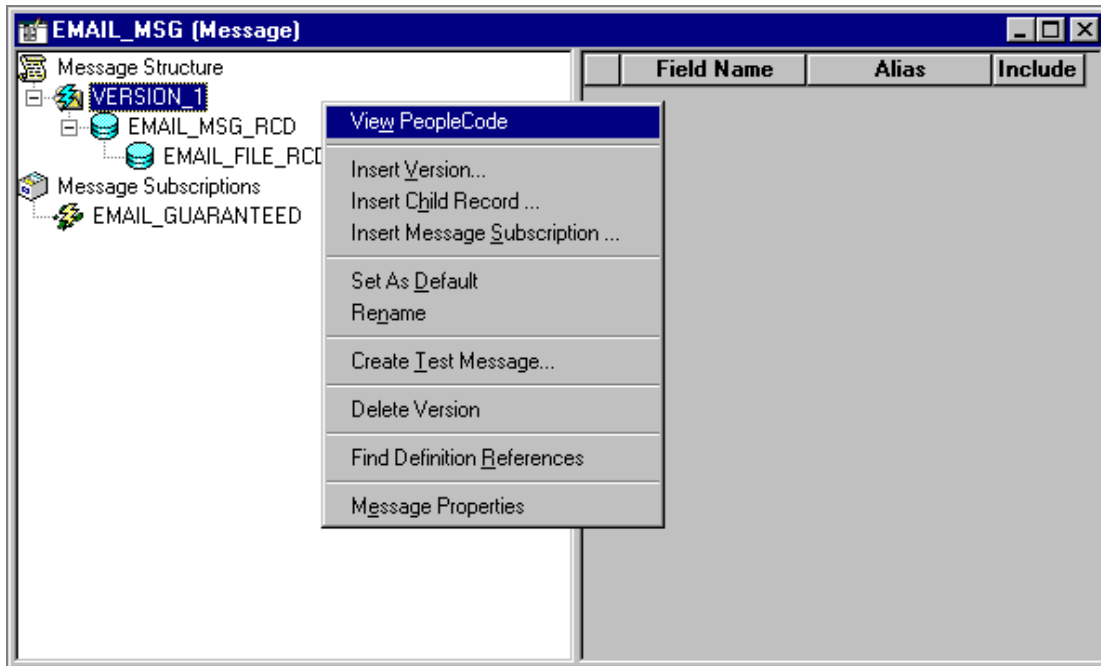 EMAIL_MSG (Message)
Message Structure
VERSION_1
EMAIL_MSG_RCD
EMAIL_FILE_RCD
Message Subscriptions
EMAIL_GUARANTEED
Field Name Alias Include
View PeopleCode
Insert Version...
Insert Child Record ...
Insert Message Subscription ...
Set As Default
Rename
Create Test Message...
Delete Version
Find Definition References
Message Properties